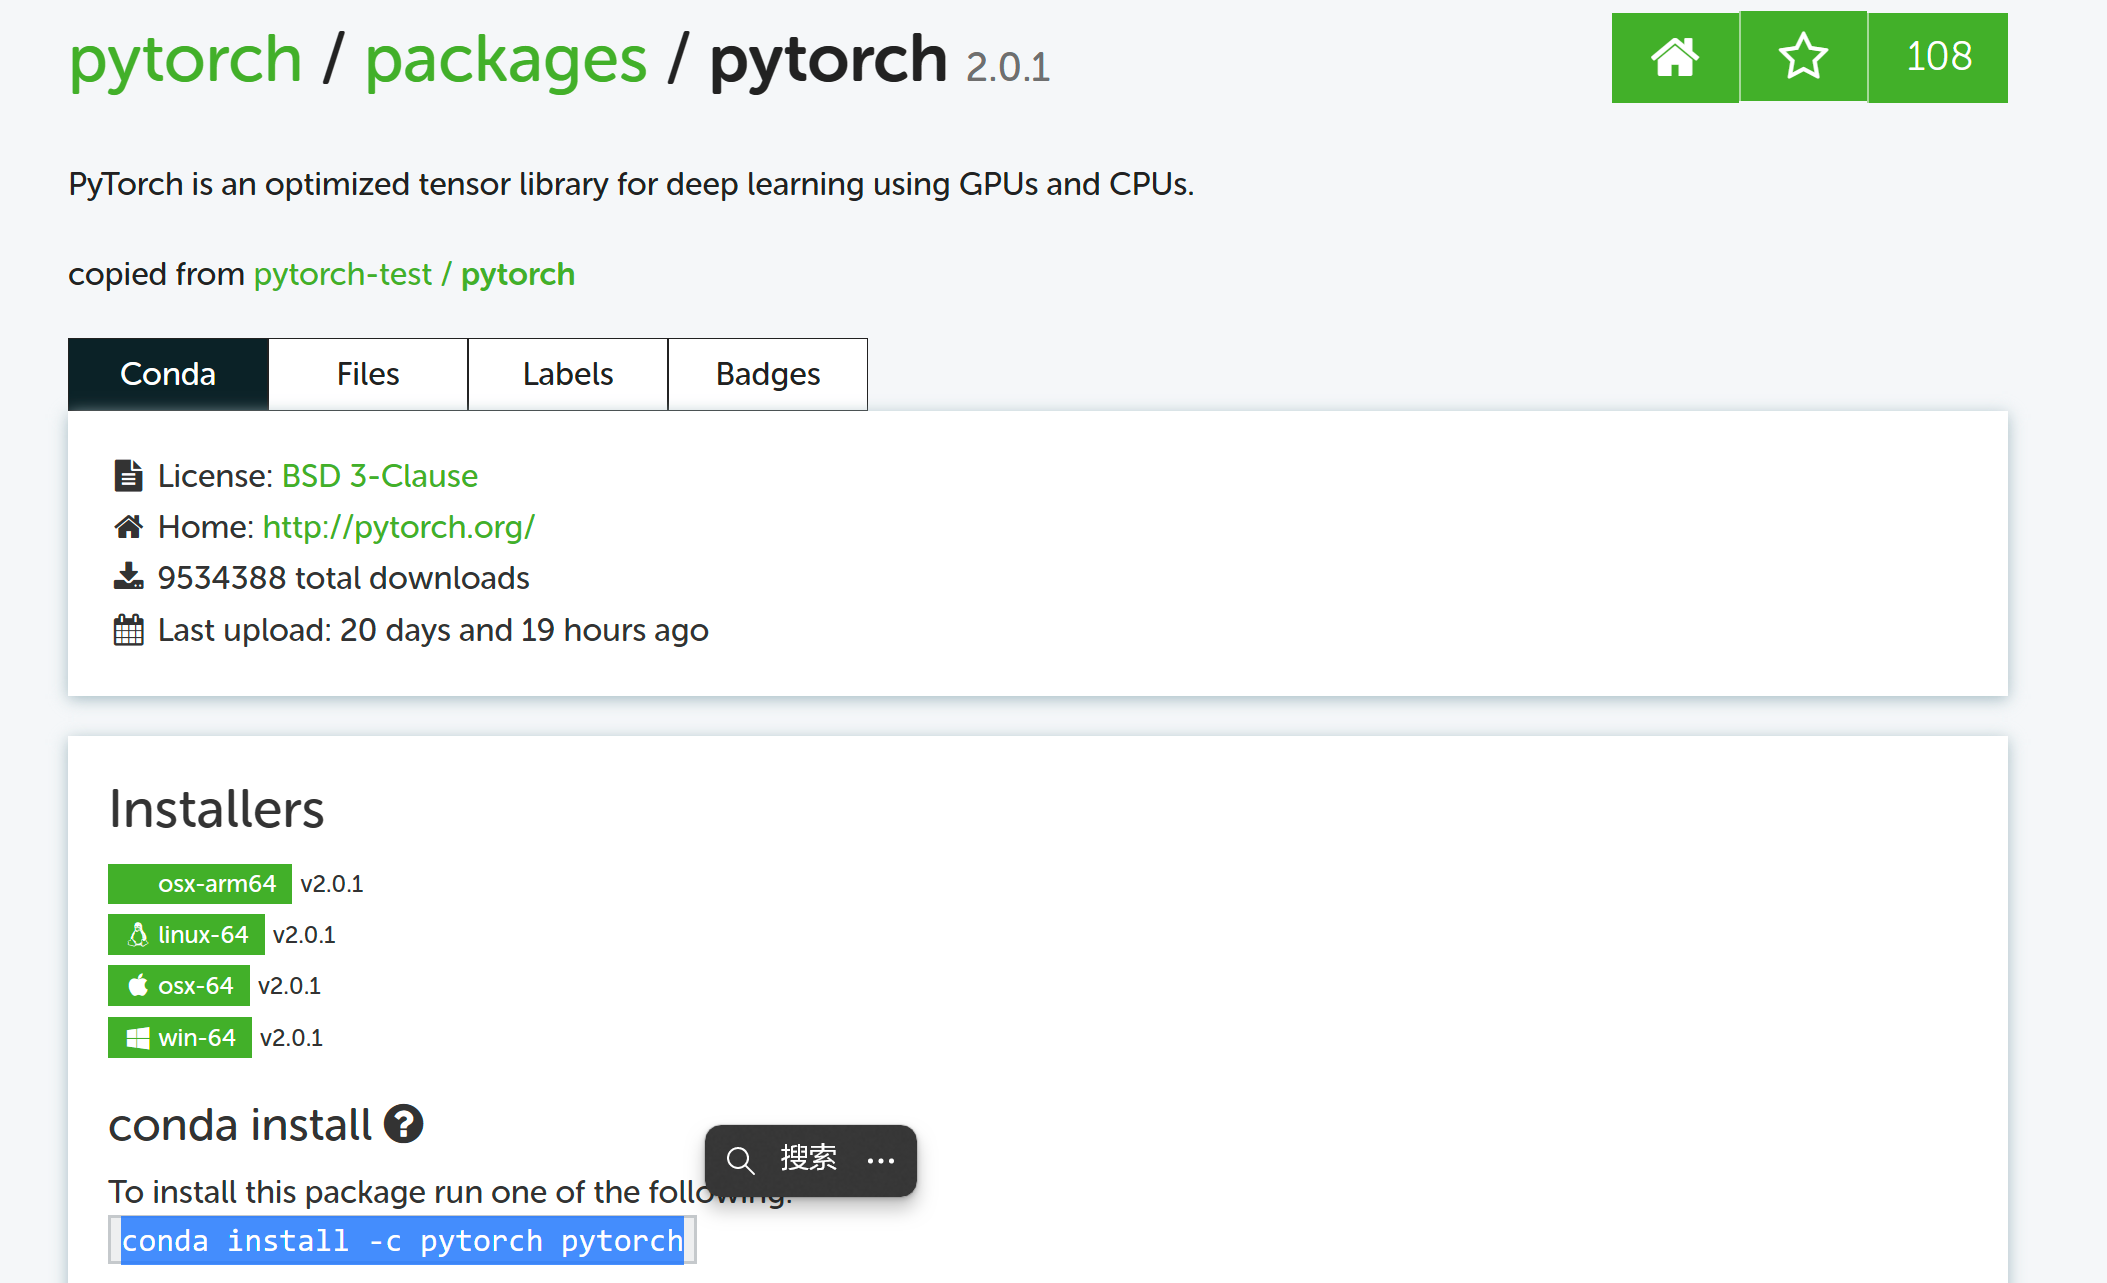 pytorch / packages / pytorch 2.0.1
108
PyTorch is an optimized tensor library for deep learning using GPUs and CPUs.
copied from pytorch-test / pytorch
Conda Files Labels Badges
License: BSD 3-Clause
Home: http://pytorch.org/
9534388 total downloads
Last upload: 20 days and 19 hours ago
Installers
osx-arm64 v2.0.1
linux-64 v2.0.1
osx-64 v2.0.1
win-64 v2.0.1
conda install
搜索
To install this package run one of the following:
conda install -c pytorch pytorch